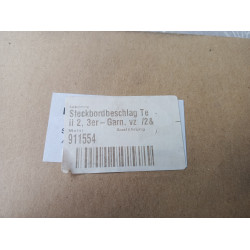 Steckbordbeschlag Te
il 2, 3er- Garn. vz /2&
911554